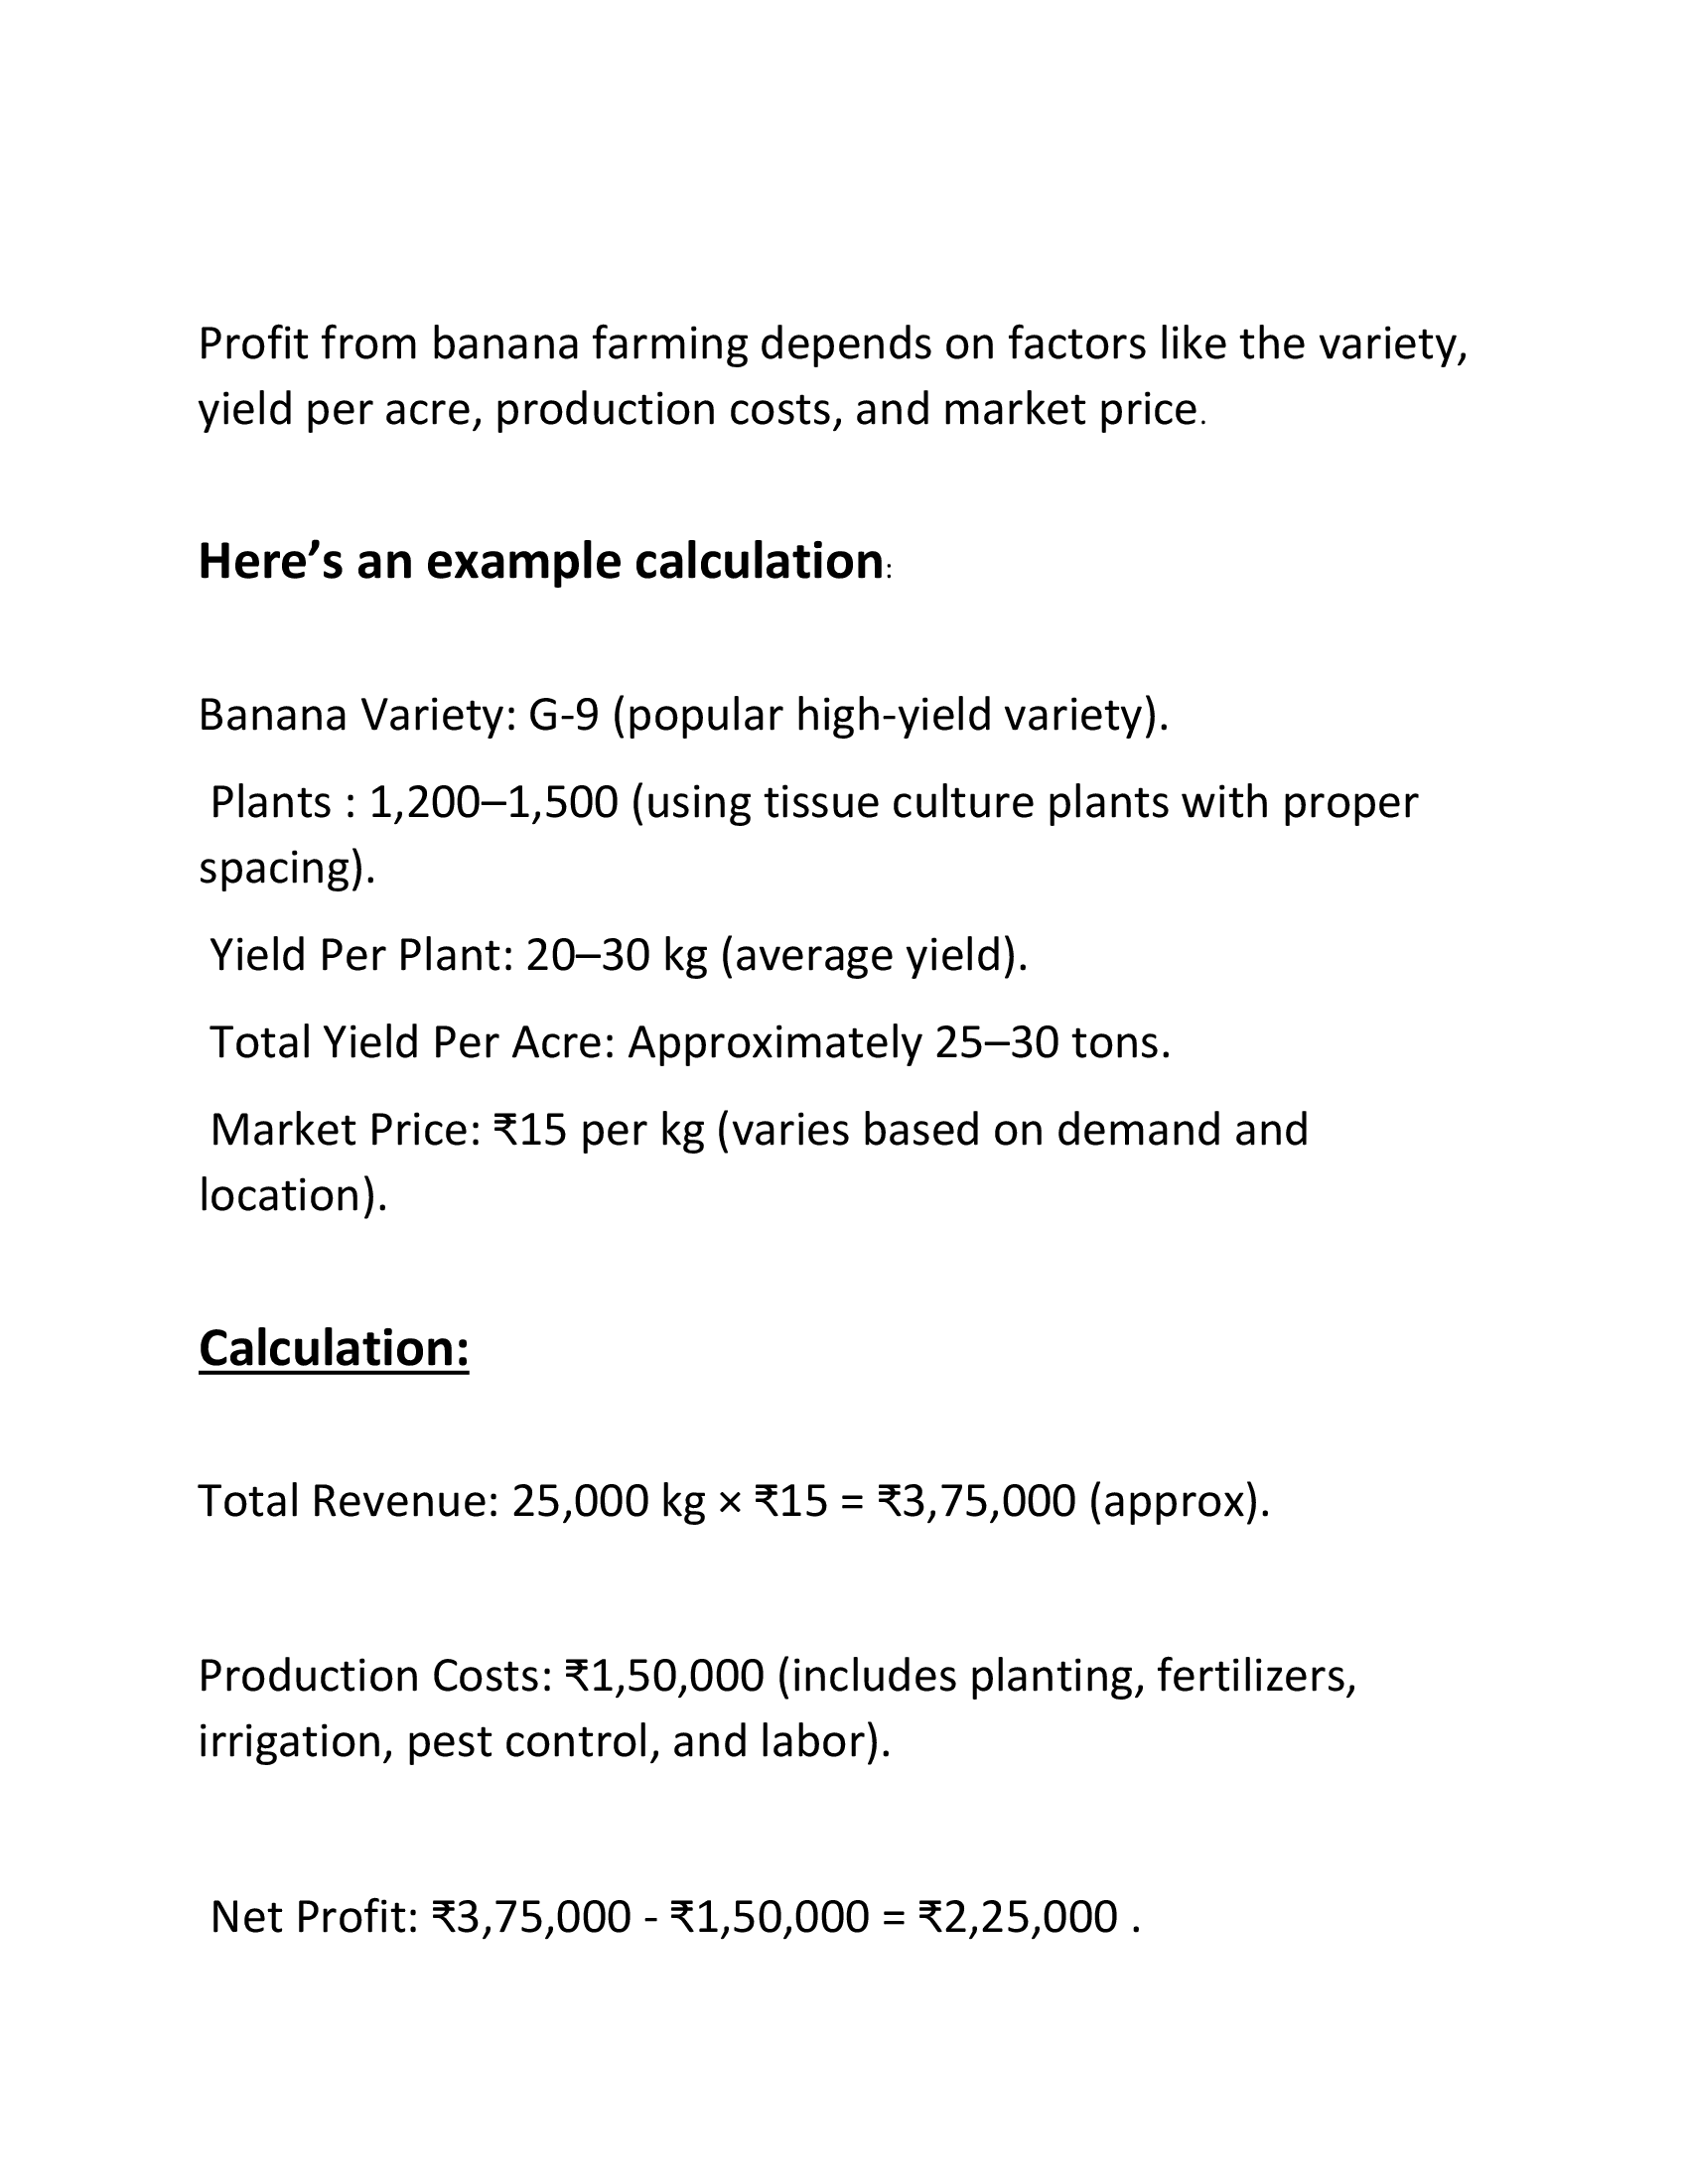 Profit from banana farming depends on factors like the variety,
yield per acre, production costs, and market price.
Here’s an example calculation:
Banana Variety: G-9 (popular high-yield variety).
Plants : 1,200–1,500 (using tissue culture plants with proper
spacing).
Yield Per Plant: 20–30 kg (average yield).
Total Yield Per Acre: Approximately 25–30 tons.
Market Price: ₹15 per kg (varies based on demand and
location).
Calculation:
Total Revenue: 25,000 kg × ₹15 = ₹3,75,000 (approx).
Production Costs: ₹1,50,000 (includes planting, fertilizers,
irrigation, pest control, and labor).
Net Profit: ₹3,75,000 - ₹1,50,000 = ₹2,25,000 .